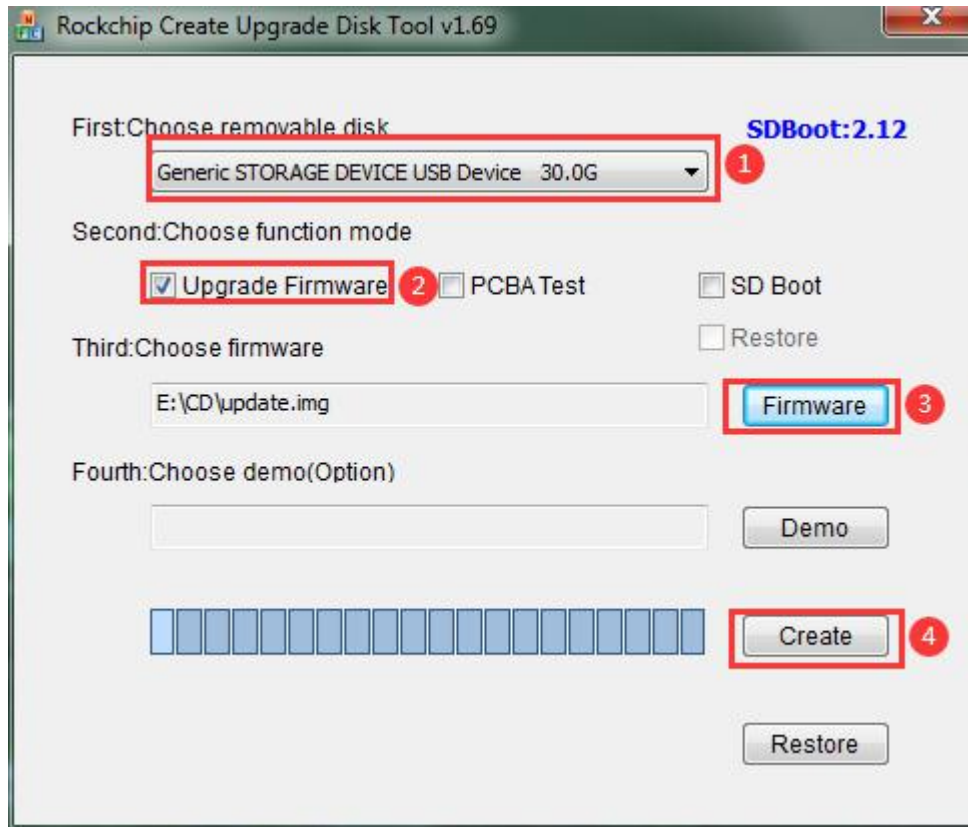 Rockchip Create Upgrade Disk Tool v1.69
First:Choose removable disk
SDBoot:2.12
Generic STORAGE DEVICE USB Device 30.0G
1
Second:Choose function mode
Upgrade Firmware 2 PCBA Test SD Boot
Restore
Third:Choose firmware
E:\CD\update.img
Firmware 3
Fourth:Choose demo(Option)
Demo
Create 4
Restore